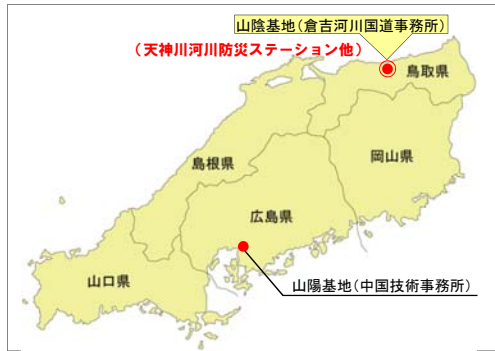 山陰基地(倉吉河川国道事務所)
(天神川河川防災ステーション他)
鳥取県
岡山県
島根県
広島県
山口県
山陽基地(中国技術事務所)